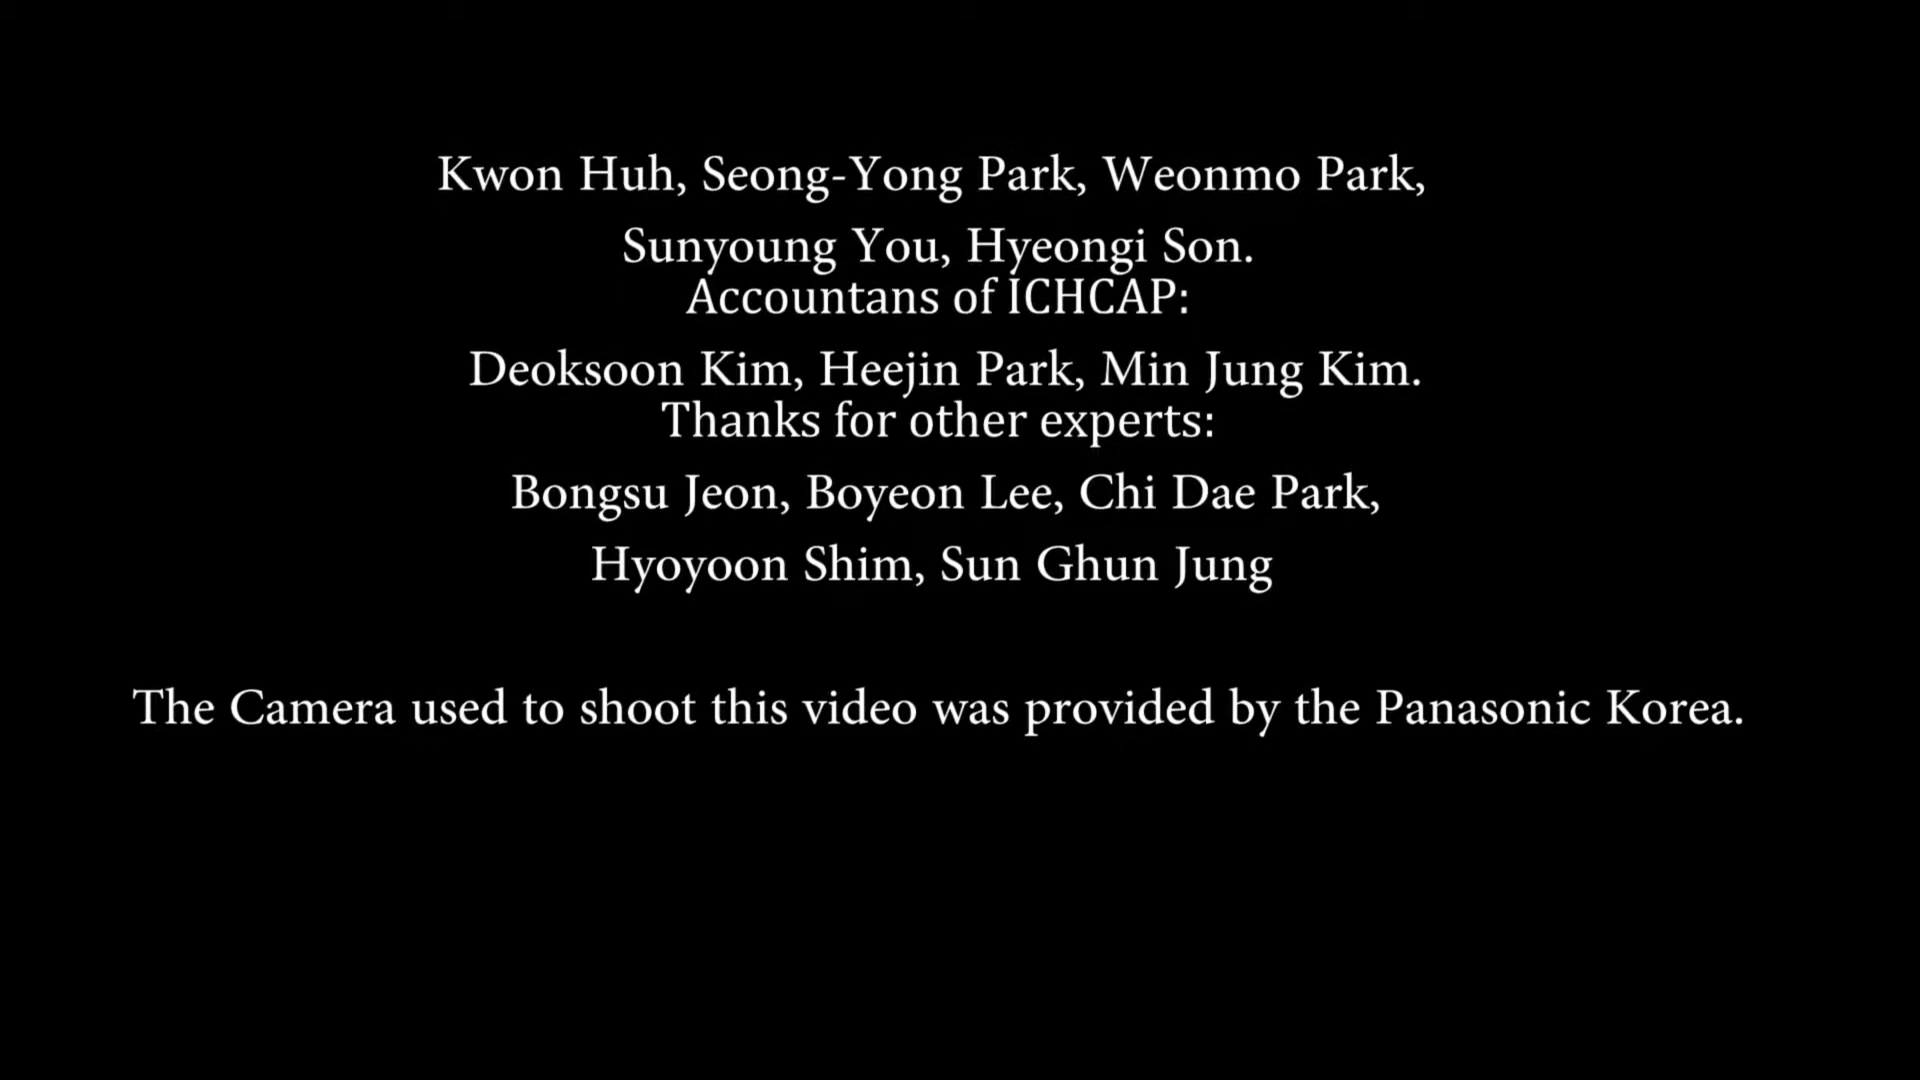 Kwon Huh, Seong-Yong Park, Weonmo Park,
Sunyoung You, Hyeongi Son.
Accountans of ICHCAP:
Deoksoon Kim, Heejin Park, Min Jung Kim.
Thanks for other experts:
Bongsu Jeon, Boyeon Lee, Chi Dae Park,
Hyoyoon Shim, Sun Ghun Jung
The Camera used to shoot this video was provided by the Panasonic Korea.